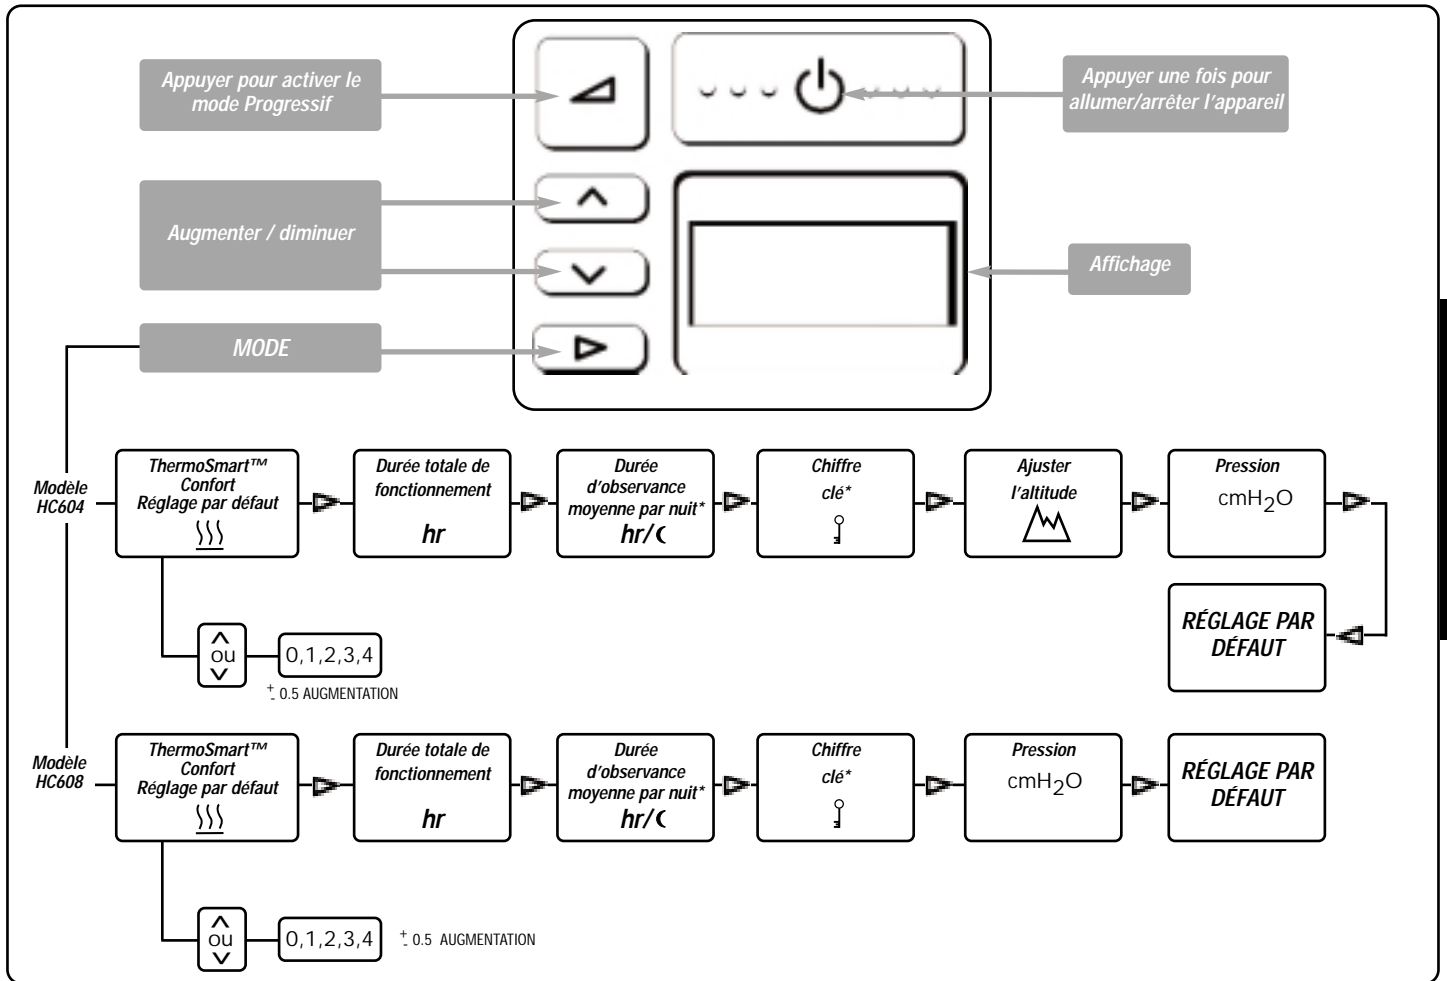 Appuyer pour activer le
mode Progressif
Appuyer une fois pour
allumer/arrêter l'appareil
Augmenter / diminuer
Affichage
MODE
Modèle
HC604
ThermoSmart™
Confort
Réglage par défaut
Durée totale de
fonctionnement
hr
Durée
d'observance
moyenne par nuit*
hr/☾
Chiffre
clé*
Ajuster
l'altitude
Pression
cmH2O
RÉGLAGE PAR
DÉFAUT
ou
0,1,2,3,4
+- 0.5 AUGMENTATION
Modèle
HC608
ThermoSmart™
Confort
Réglage par défaut
Durée totale de
fonctionnement
hr
Durée
d'observance
moyenne par nuit*
hr/☾
Chiffre
clé*
Pression
cmH2O
RÉGLAGE PAR
DÉFAUT
ou
0,1,2,3,4
+- 0.5 AUGMENTATION